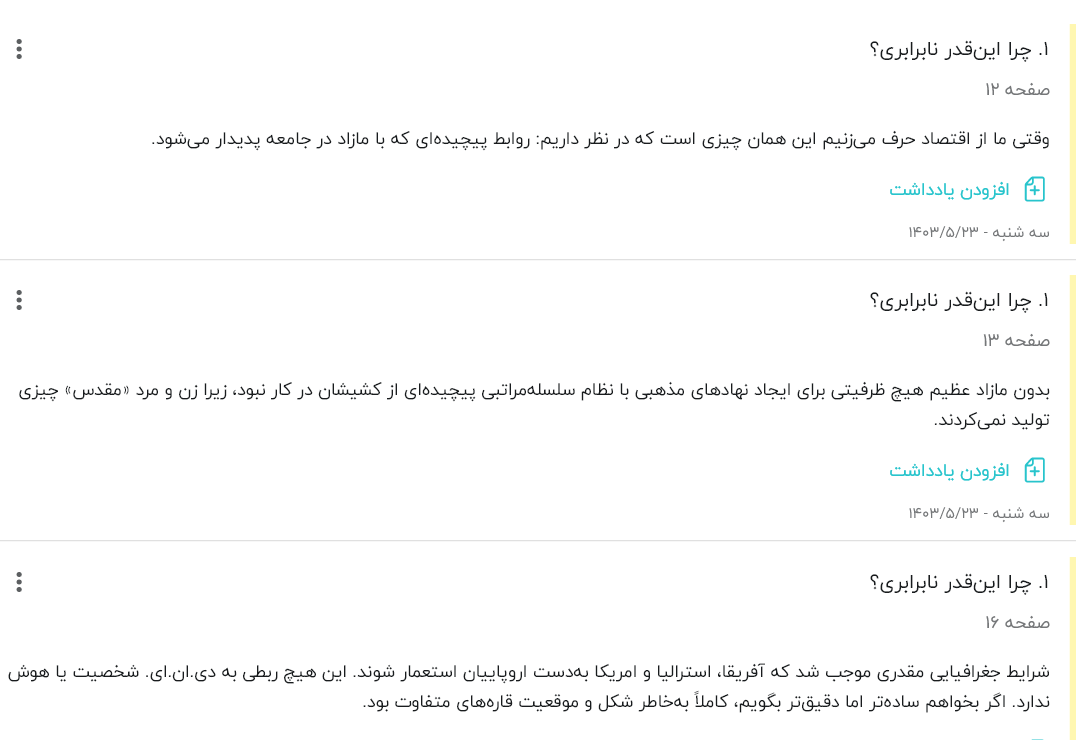 ۱. چرا این‌قدر نابرابری؟
صفحه ۱۲
وقتی ما از اقتصاد حرف می‌زنیم این همان چیزی است که در نظر داریم: روابط پیچیده‌ای که با مازاد در جامعه پدیدار می‌شود.
افزودن یادداشت
سه شنبه - ۱۴۰۳/۵/۲۳
۱. چرا این‌قدر نابرابری؟
صفحه ۱۳
بدون مازاد عظیم هیچ ظرفیتی برای ایجاد نهادهای مذهبی با نظام سلسله‌مراتبی پیچیده‌ای از کشیشان در کار نبود، زیرا زن و مرد «مقدس» چیزی
تولید نمی‌کردند.
افزودن یادداشت
سه شنبه - ۱۴۰۳/۵/۲۳
۱. چرا این‌قدر نابرابری؟
صفحه ۱۶
شرایط جغرافیایی مقدری موجب شد که آفریقا، استرالیا و امریکا به‌دست اروپاییان استعمار شوند. این هیچ ربطی به دی.ان.ای. شخصیت یا هوش
ندارد. اگر بخواهم ساده‌تر اما دقیق‌تر بگویم، کاملاً به‌خاطر شکل و موقعیت قاره‌های متفاوت بود.